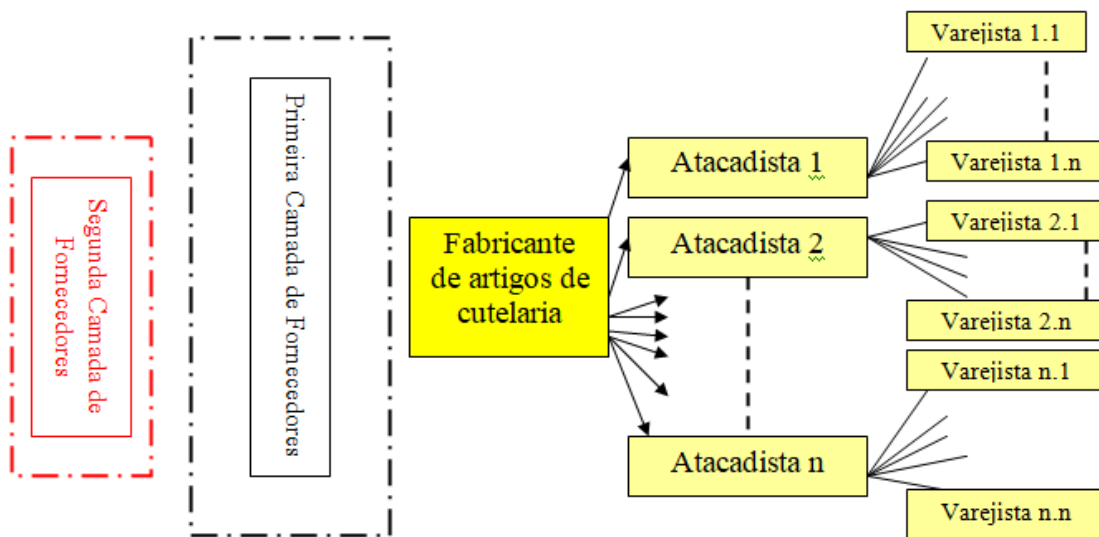 Segunda Camada de
Fornecedores
Primeira Camada de Fornecedores
Fabricante
de artigos de
cutelaria
Atacadista 1
Atacadista 2
Atacadista n
Varejista 1.1
Varejista 1.n
Varejista 2.1
Varejista 2.n
Varejista n.1
Varejista n.n